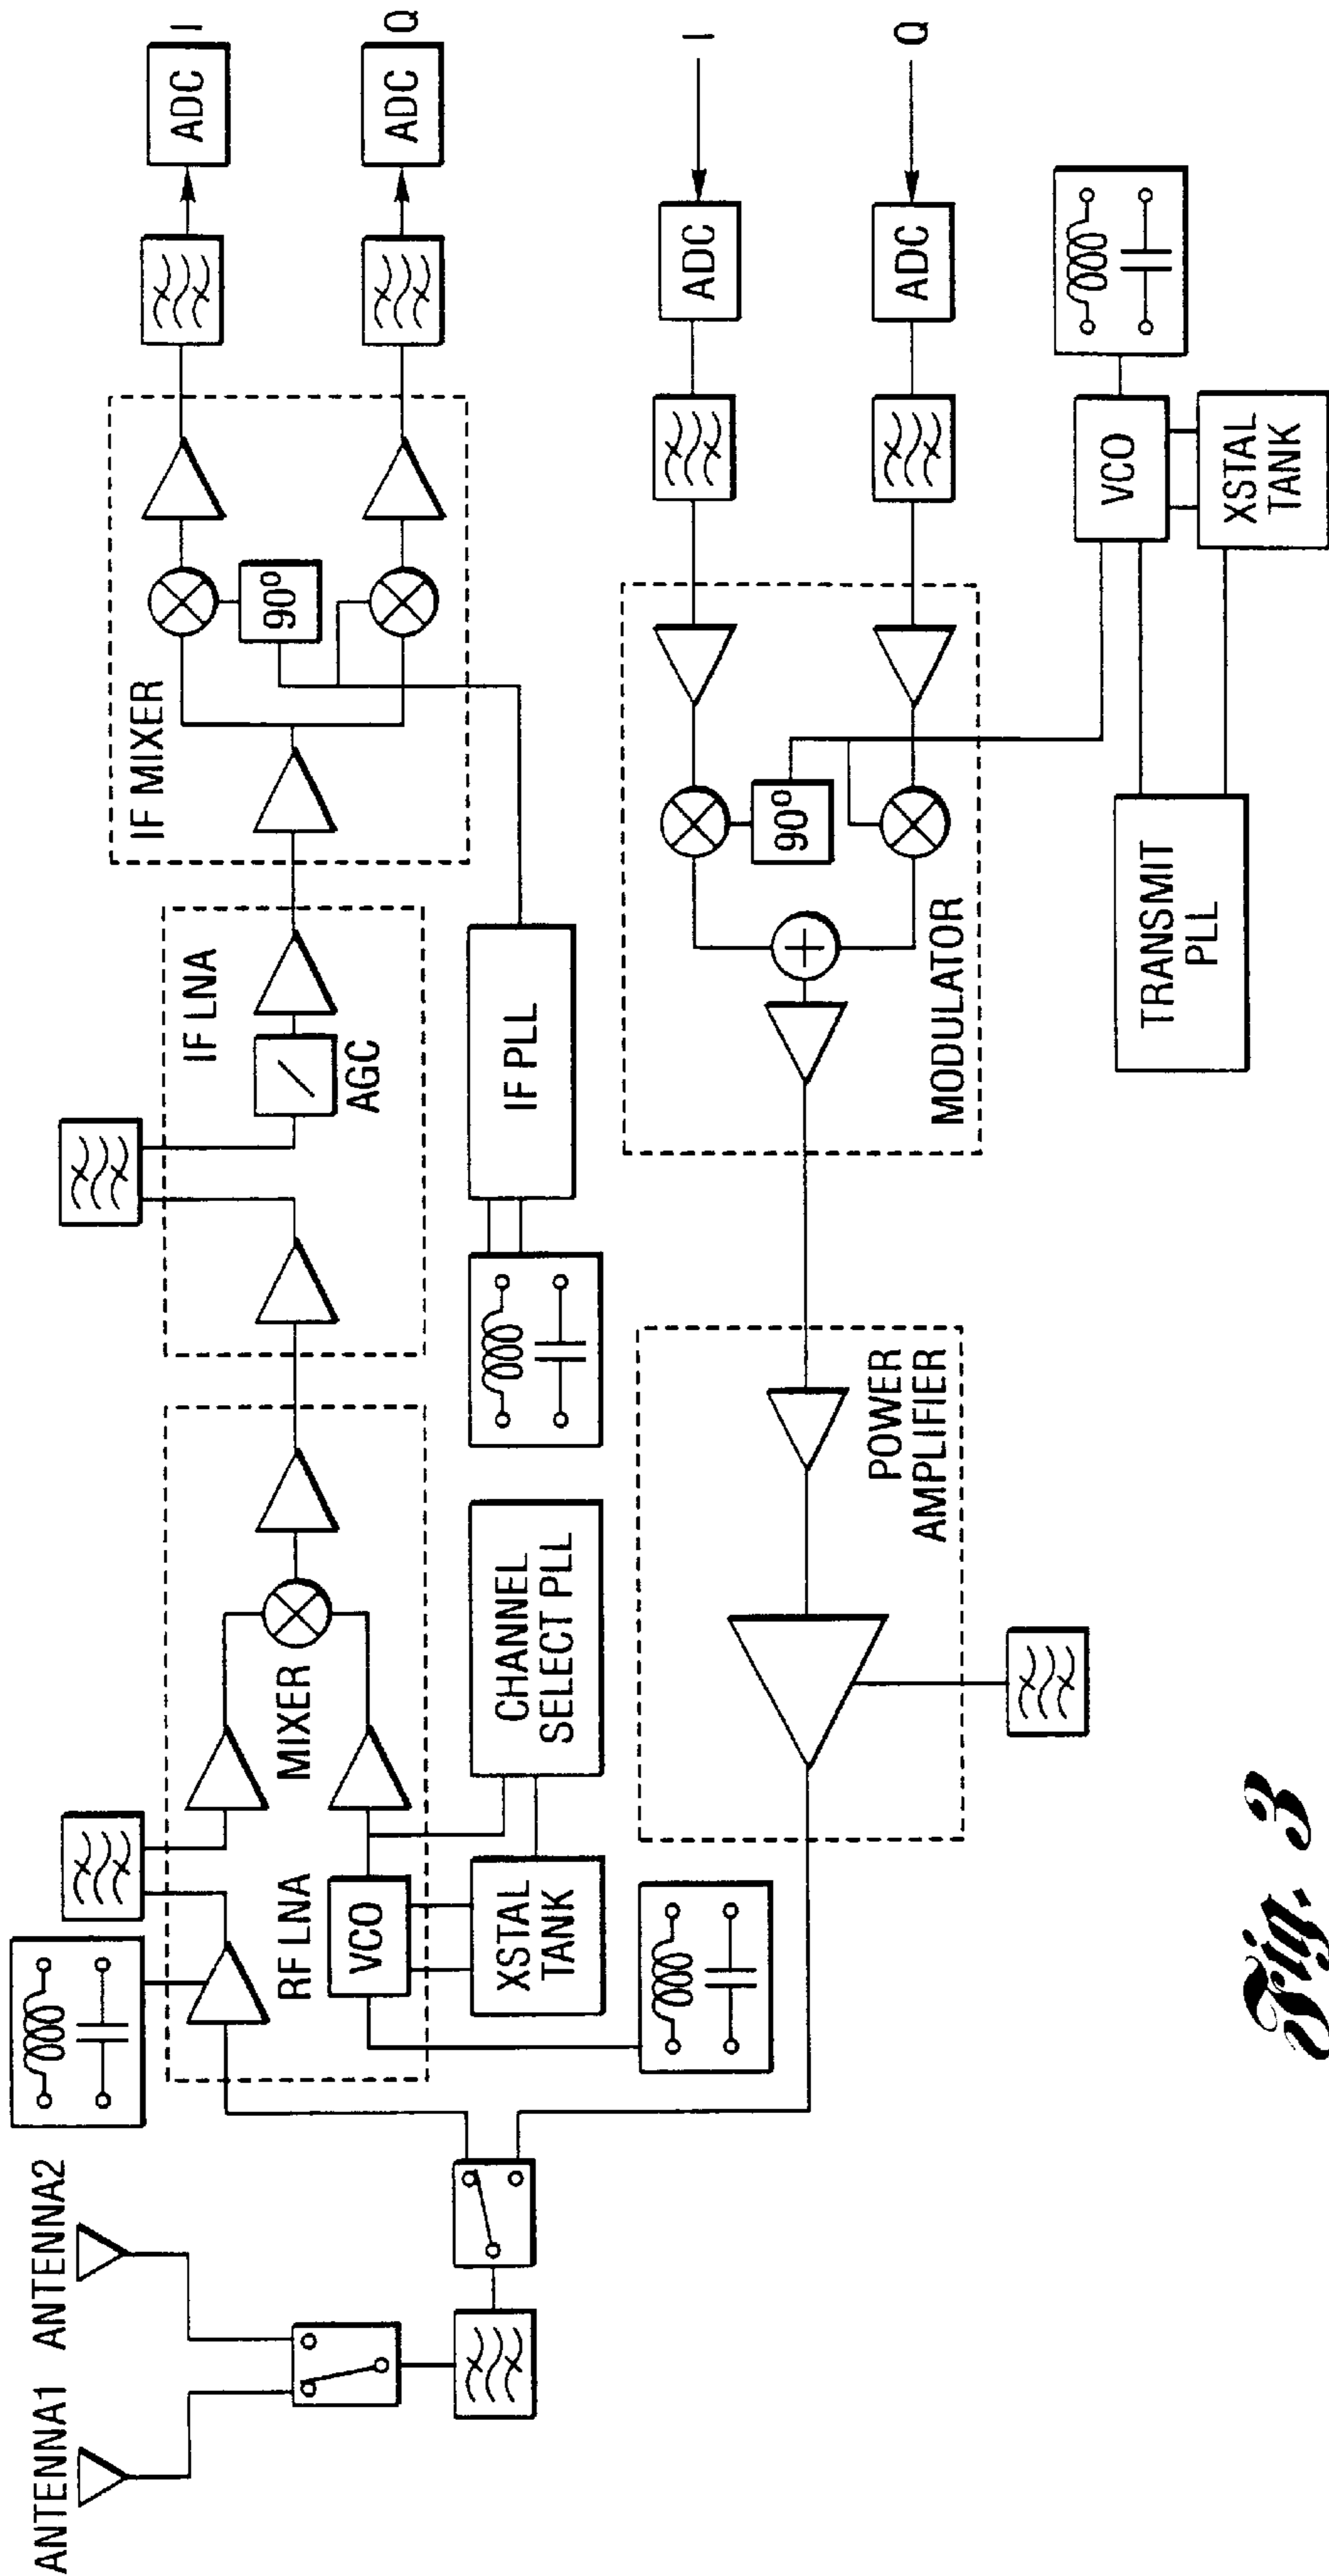 ANTENNA1
ANTENNA2
RF LNA
MIXER
VCO
XSTAL
TANK
CHANNEL
SELECT PLL
IF LNA
AGC
IF PLL
IF MIXER
90°
ADC
I
ADC
Q
POWER
AMPLIFIER
MODULATOR
90°
ADC
I
ADC
Q
TRANSMIT
PLL
VCO
XSTAL
TANK
Fig. 3